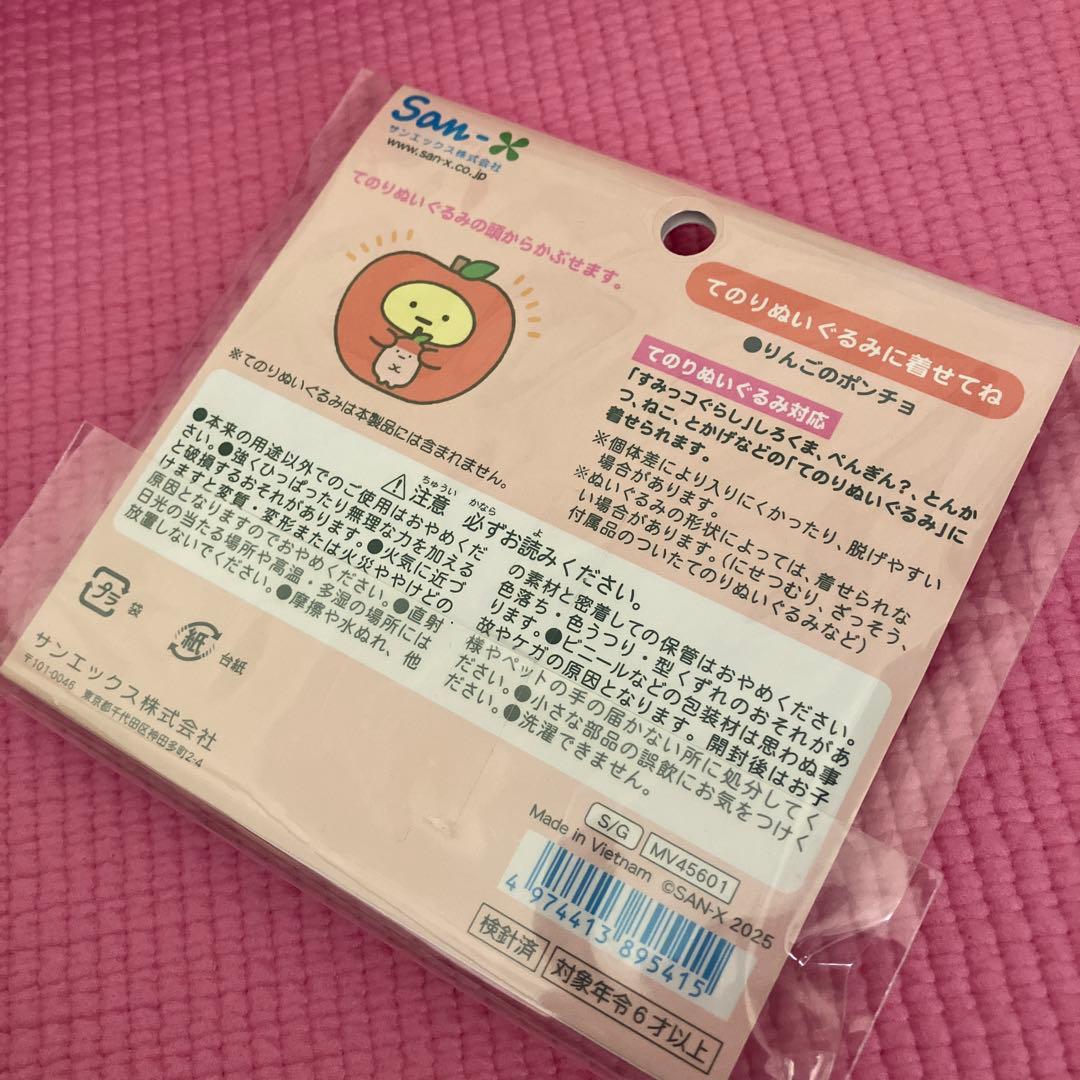 San-X
サンエックス株式会社
www.san-x.co.jp
てのりぬいぐるみの頭からかぶせます。
※てのりぬいぐるみは本製品には含まれません。
てのりぬいぐるみに着せてね
●りんごのポンチョ
てのりぬいぐるみ対応
「すみっコぐらし」しろくま、ぺんぎん？、とんか
つ、ねこ、とかげなどの「てのりぬいぐるみ」に
着せられます。
※個体差により入りにくかったり、脱げやすい
場合があります。
※ぬいぐるみの形状によっては、着せられな
い場合があります。(にせつむり、ざっそう、
付属品のついたてのりぬいぐるみなど)
⚠注意 必ずお読みください。
ちゅうい かなら よ
●本来の用途以外でのご使用はおやめくだ
さい。●強くひっぱったり無理な力を加える
と破損するおそれがあります。●火気に近づ
けますと変質・変形または火災ややけどの
原因となりますのでおやめください。●直射
日光の当たる場所や高温・多湿の場所には
放置しないでください。●摩擦や水ぬれ、他
の素材と密着しての保管はおやめください。
色落ち・色うつり・型くずれのおそれがあ
ります。●ビニールなどの包装材は思わぬ事
故やケガの原因となります。開封後はお子
様やペットの手の届かない所に処分してく
ださい。●小さな部品の誤飲にお気をつけく
ださい。●洗濯できません。
プラ 袋
紙 台紙
サンエックス株式会社
〒101-0046 東京都千代田区神田多町2-4
S/G MV45601
Made in Vietnam ©SAN-X 2025
4 974413 895415
検針済 対象年令6才以上